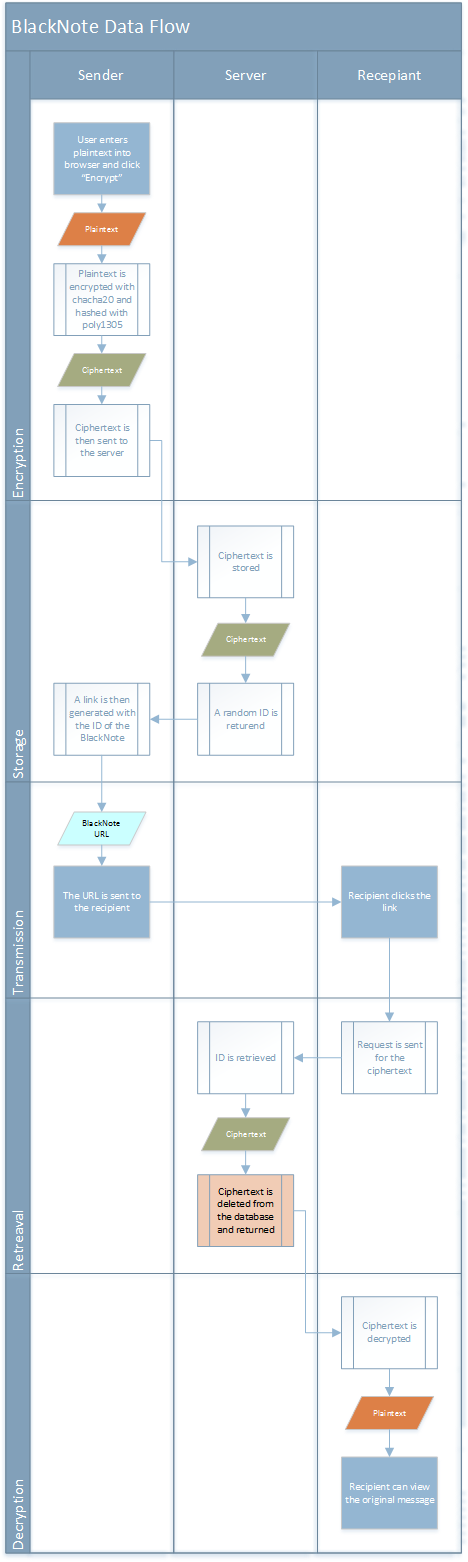 BlackNote Data Flow
Sender
Server
Recepiant
Encryption
User enters
plaintext into
browser and click
“Encrypt”
Plaintext
Plaintext is
encrypted with
chacha20 and
hashed with
poly1305
Ciphertext
Ciphertext is
then sent to
the server
Storage
Ciphertext is
stored
Ciphertext
A random ID is
returend
A link is then
generated with
the ID of the
BlackNote
Transmission
BlackNote
URL
The URL is sent to
the recipient
Recipient clicks the
link
Retreaval
Request is sent
for the
ciphertext
ID is retrieved
Ciphertext
Ciphertext is
deleted from
the database
and returned
Decryption
Ciphertext is
decrypted
Plaintext
Recipient can view
the original message